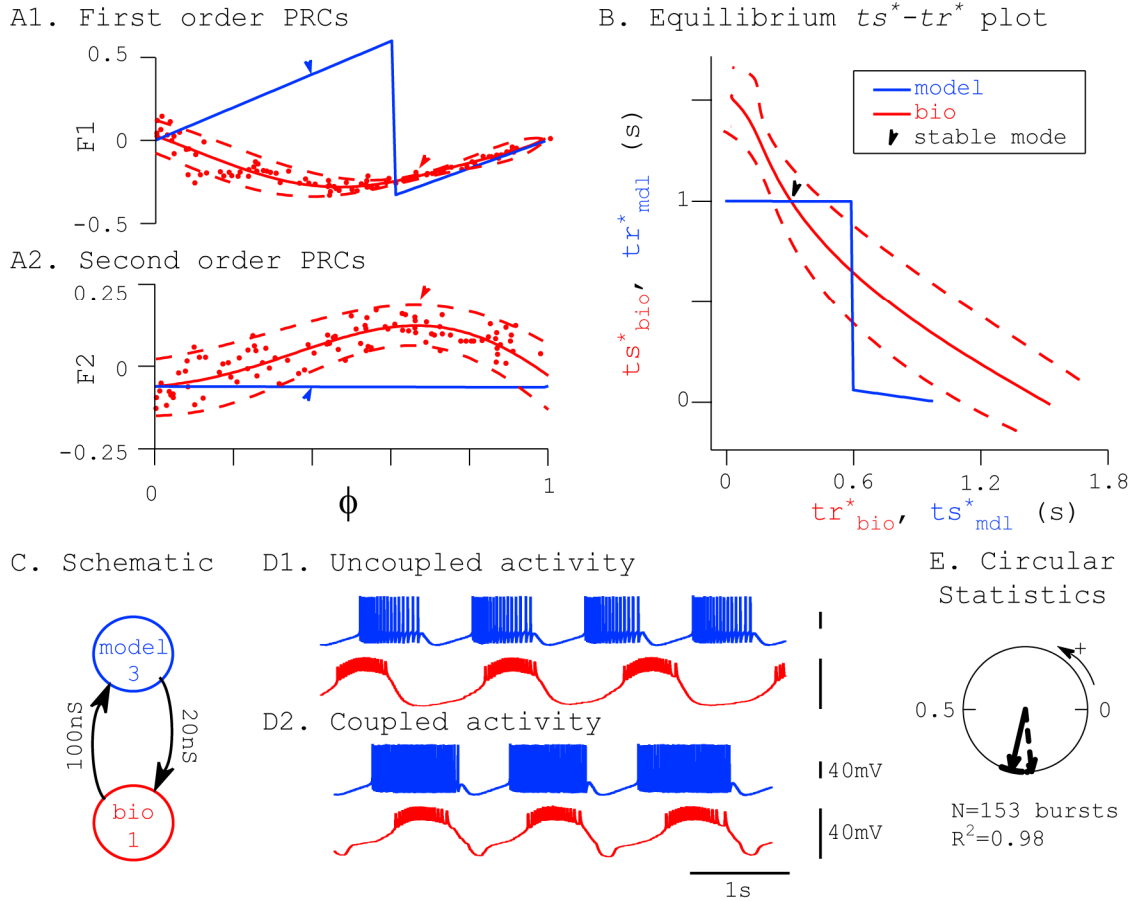 A1. First order PRCs
0.5
0
-0.5
F1
A2. Second order PRCs
0.25
0
-0.25
F2
0
1
ϕ
B. Equilibrium ts*-tr* plot
model
bio
stable mode
1
0
ts*bio, tr*mdl (s)
0
0.6
1.2
1.8
tr*bio, ts*mdl (s)
C. Schematic
model
3
100nS
20nS
bio
1
D1. Uncoupled activity
D2. Coupled activity
40mV
40mV
1s
E. Circular
Statistics
+
0.5
0
N=153 bursts
R²=0.98